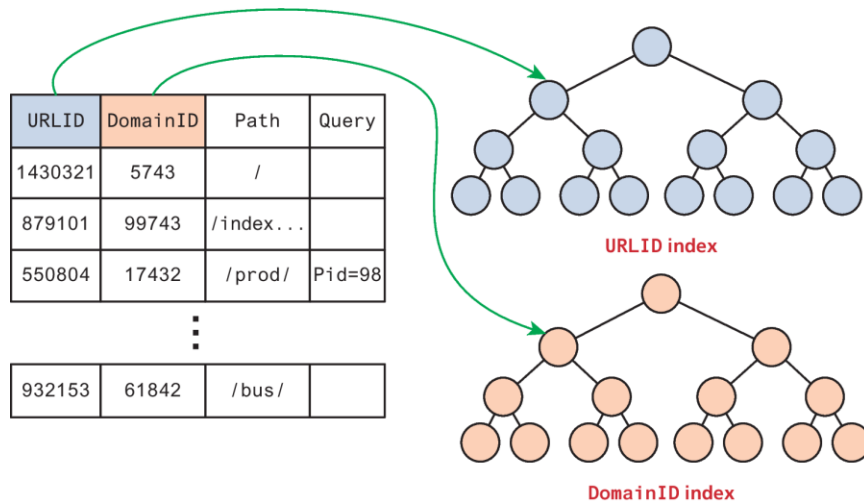 URLID DomainID Path Query
1430321 5743 /
879101 99743 /index...
550804 17432 /prod/ Pid=98
932153 61842 /bus/
URLID index
DomainID index